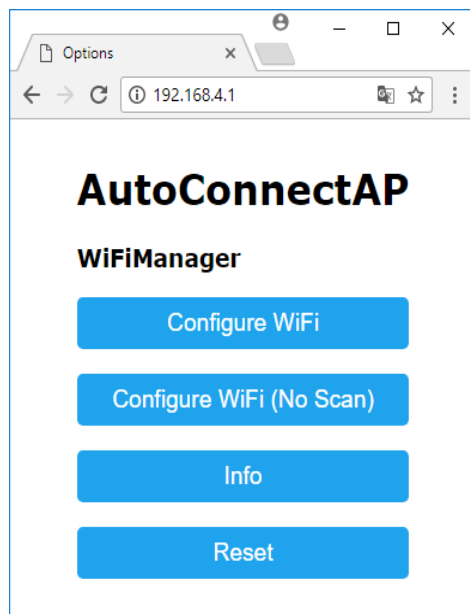 Options
192.168.4.1
AutoConnectAP
WiFiManager
Configure WiFi
Configure WiFi (No Scan)
Info
Reset